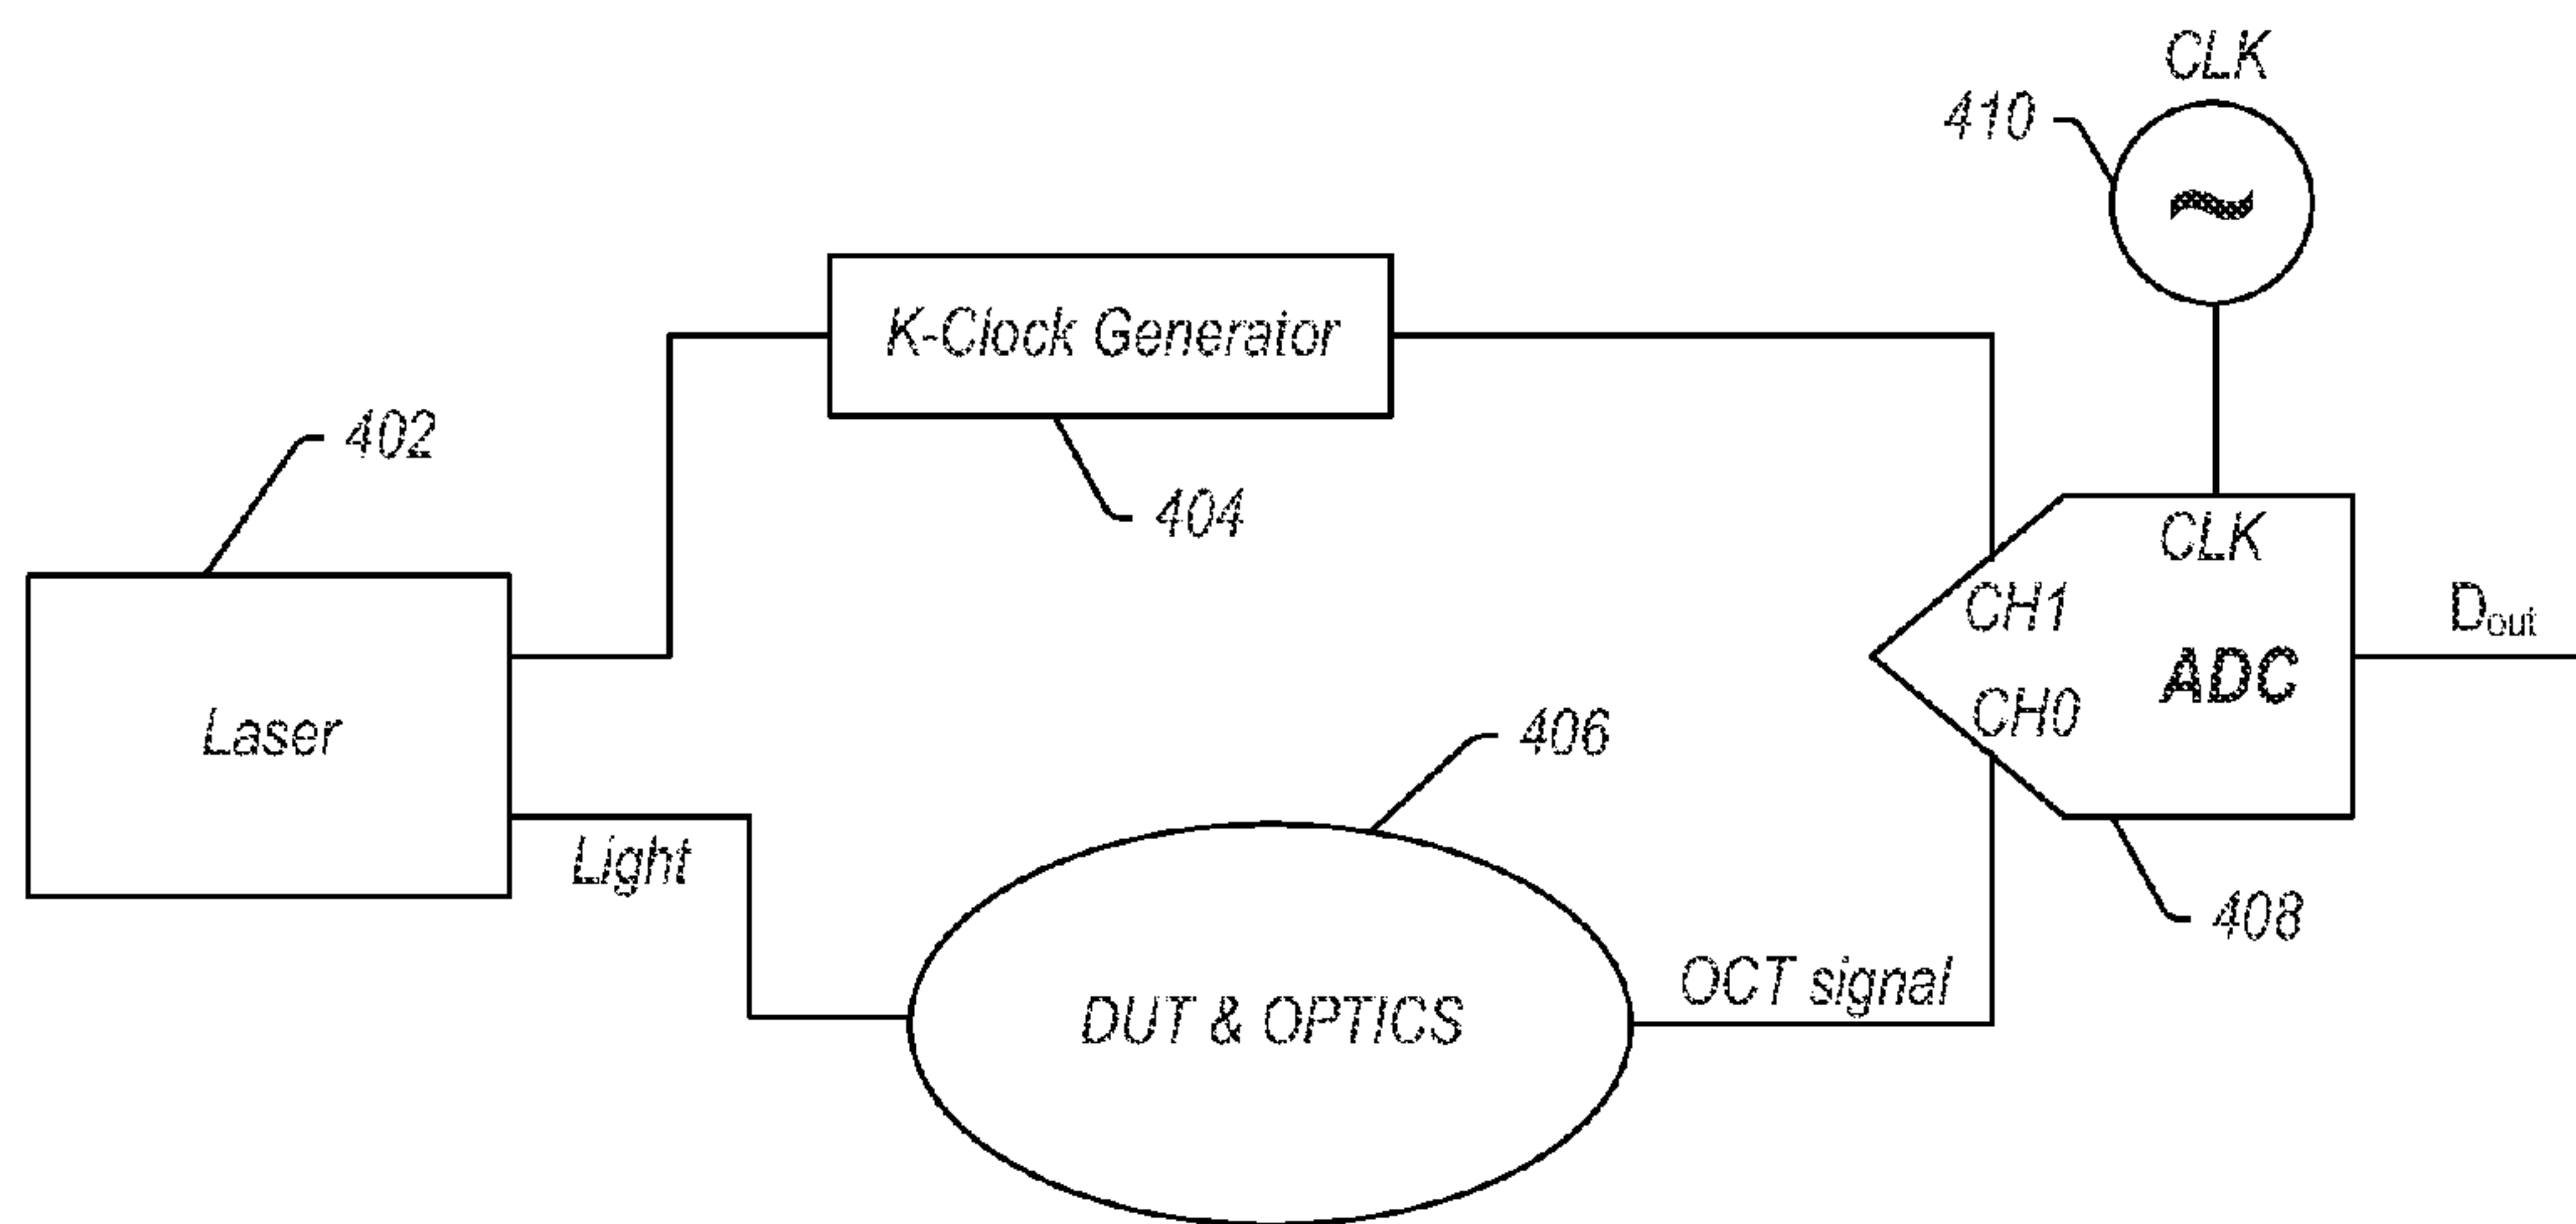 CLK
410
~
K-Clock Generator
402
404
CLK
CH1
Dout
ADC
Laser
CH0
406
Light
408
OCT signal
DUT & OPTICS